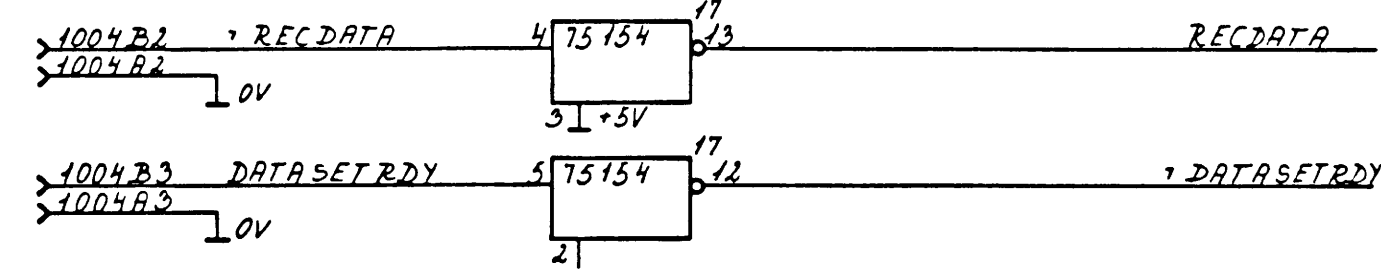 17
1004B2 ¬ RECDATA 4 75154 13 RECDATA
1004A2
0V
3 +5V
17
1004B3 DATASETRDY 5 75154 12 ¬ DATASETRDY
1004A3
0V
2